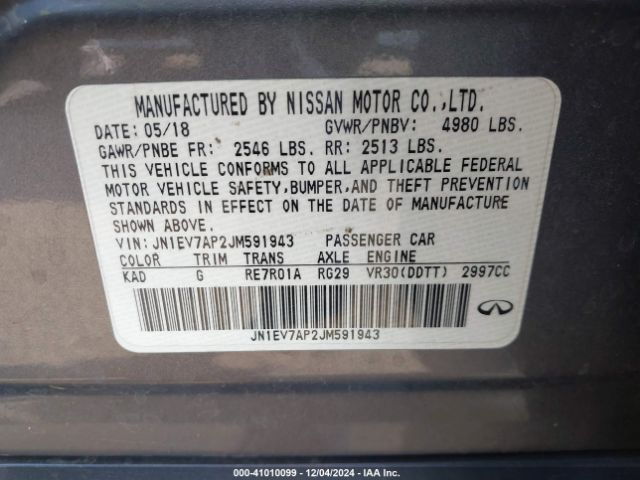 MANUFACTURED BY NISSAN MOTOR CO.,LTD.
DATE: 05/18 GVWR/PNBV: 4980 LBS.
GAWR/PNBE FR: 2546 LBS. RR: 2513 LBS.
THIS VEHICLE CONFORMS TO ALL APPLICABLE FEDERAL
MOTOR VEHICLE SAFETY,BUMPER,AND THEFT PREVENTION
STANDARDS IN EFFECT ON THE DATE OF MANUFACTURE
SHOWN ABOVE.
VIN: JN1EV7AP2JM591943 PASSENGER CAR
COLOR TRIM TRANS AXLE ENGINE
KAD G RE7R01A RG29 VR30(DDTT) 2997CC
JN1EV7AP2JM591943
000-41010099 - 12/04/2024 - IAA Inc.